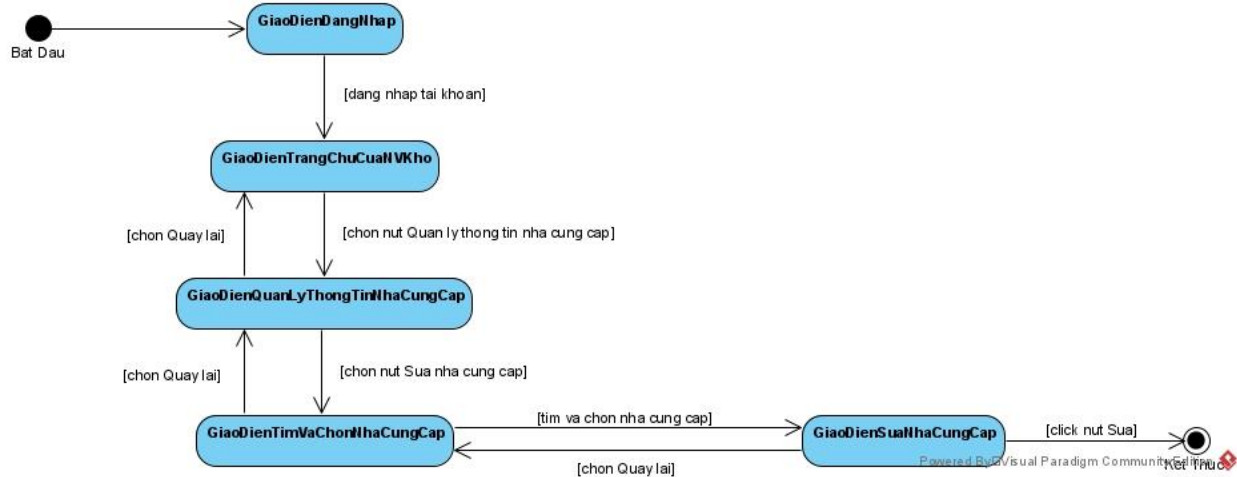 GiaoDienDangNhap
Bat Dau
[dang nhap tai khoan]
GiaoDienTrangChuCuaNVKho
[chon Quay lai]
[chon nut Quan ly thong tin nha cung cap]
GiaoDienQuanLyThongTinNhaCungCap
[chon Quay lai]
[chon nut Sua nha cung cap]
GiaoDienTimVaChonNhaCungCap
[tim va chon nha cung cap]
GiaoDienSuaNhaCungCap
[click nut Sua]
[chon Quay lai]
Powered By Visual Paradigm Community Edition
Ket Thuc